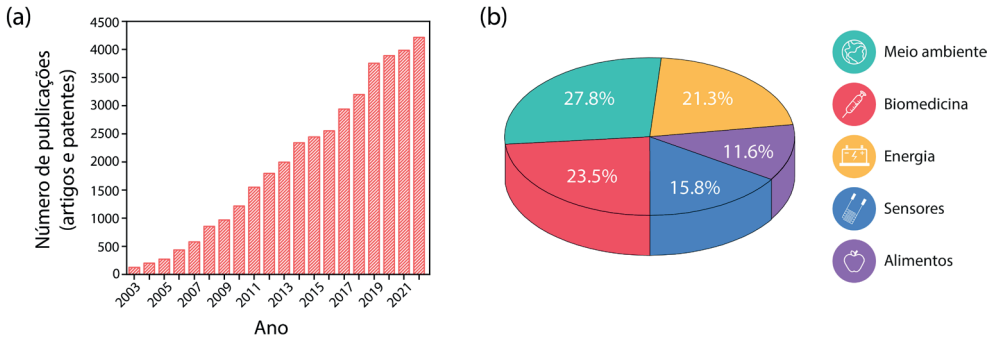 (a)
Número de publicações
(artigos e patentes)
4500
4000
3500
3000
2500
2000
1500
1000
500
0
2003
2005
2007
2009
2011
2013
2015
2017
2019
2021
Ano
(b)
27.8%
21.3%
11.6%
23.5%
15.8%
Meio ambiente
Biomedicina
Energia
Sensores
Alimentos